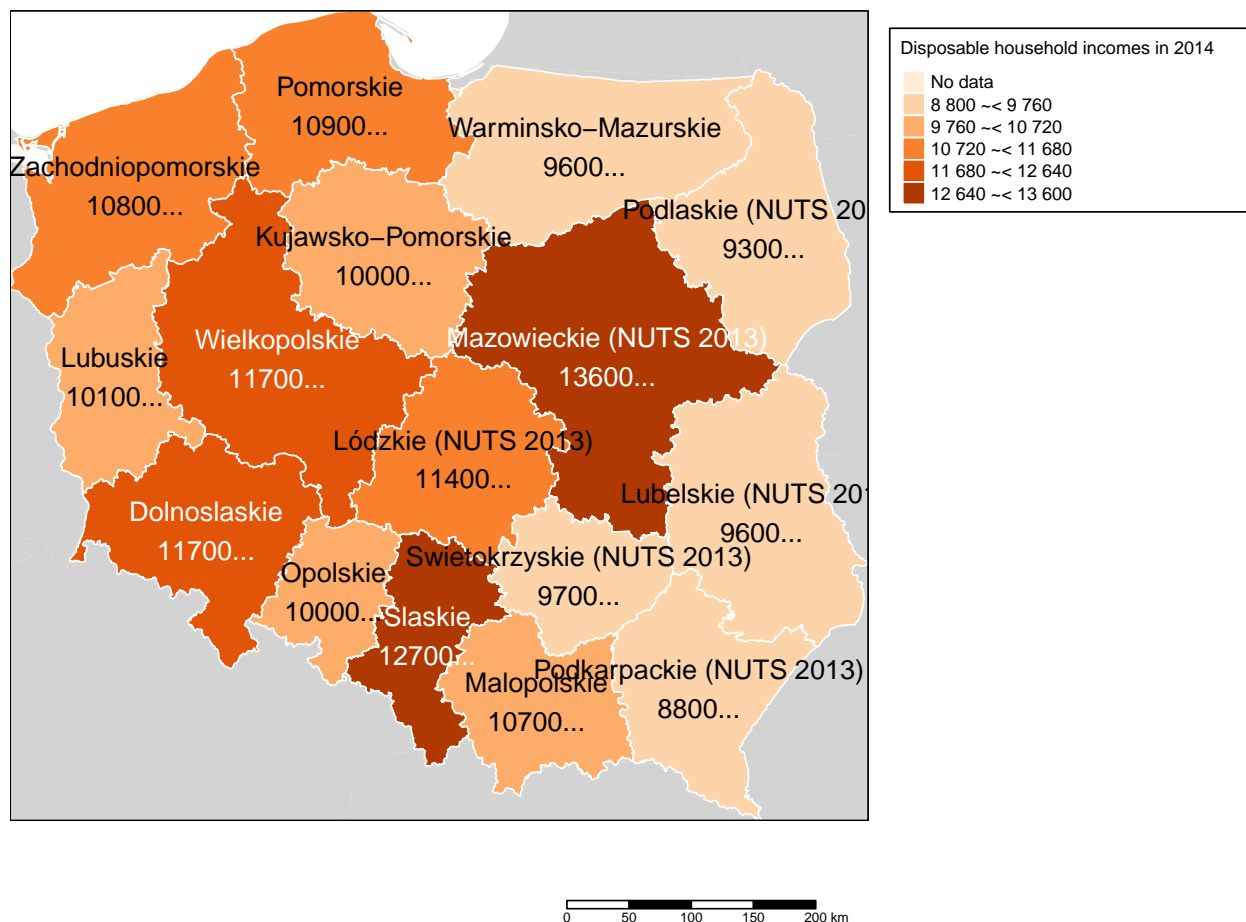 Disposable household incomes in 2014
No data
8 800 ~< 9 760
9 760 ~< 10 720
10 720 ~< 11 680
11 680 ~< 12 640
12 640 ~< 13 600
Pomorskie
10900...
Warminsko−Mazurskie
9600...
Zachodniopomorskie
10800...
Podlaskie (NUTS 20
9300...
Kujawsko−Pomorskie
10000...
Wielkopolskie
11700...
Mazowieckie (NUTS 2013)
13600...
Lubuskie
10100...
Lódzkie (NUTS 2013)
11400...
Lubelskie (NUTS 201
9600...
Dolnoslaskie
11700...
Swietokrzyskie (NUTS 2013)
9700...
Opolskie
10000...
Slaskie
12700...
Podkarpackie (NUTS 2013)
8800...
Malopolskie
10700...
0 50 100 150 200 km